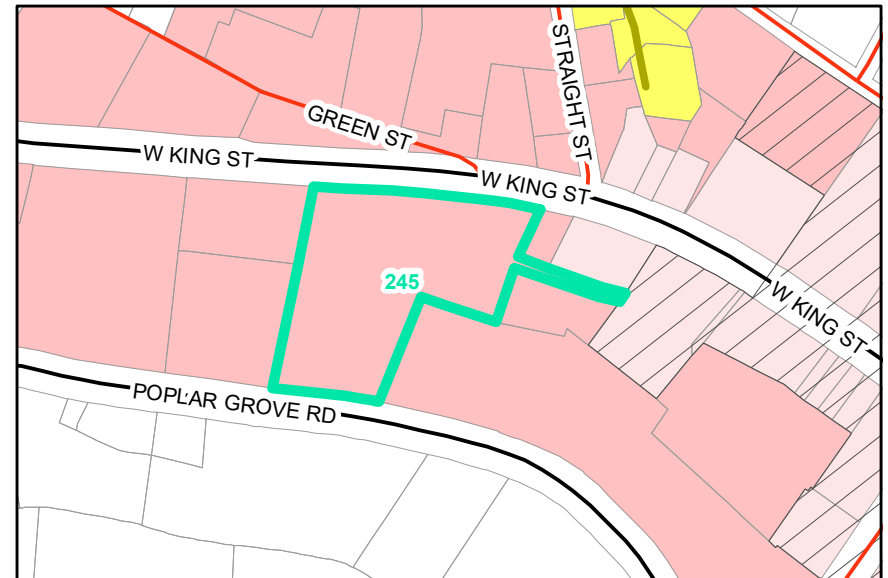 STRAIGHT ST
GREEN ST
W KING ST
W KING ST
245
W KING ST
POPLAR GROVE RD